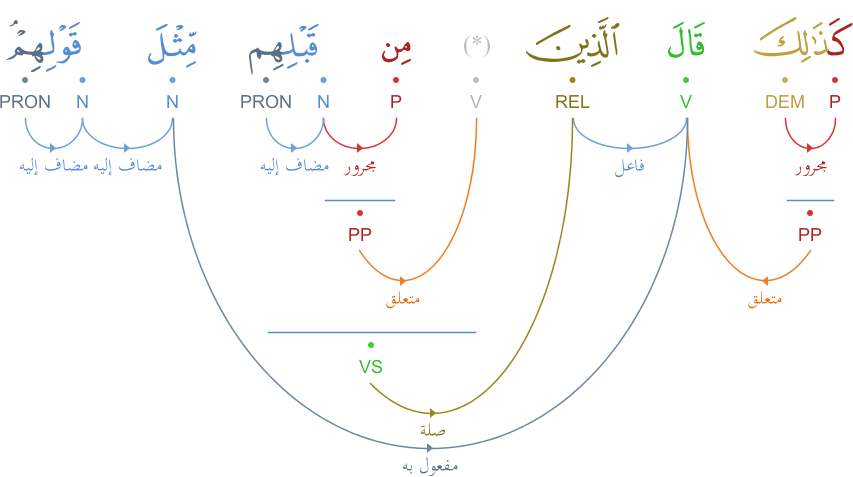 كَذَٰلِكَ قَالَ ٱلَّذِينَ (*) مِن قَبْلِهِم مِّثْلَ قَوْلِهِمْ
P DEM V REL V P N PRON N N PRON
مجرور فاعل مجرور مضاف إليه مضاف إليه مضاف إليه
PP PP
متعلق متعلق
VS
صلة
مفعول به